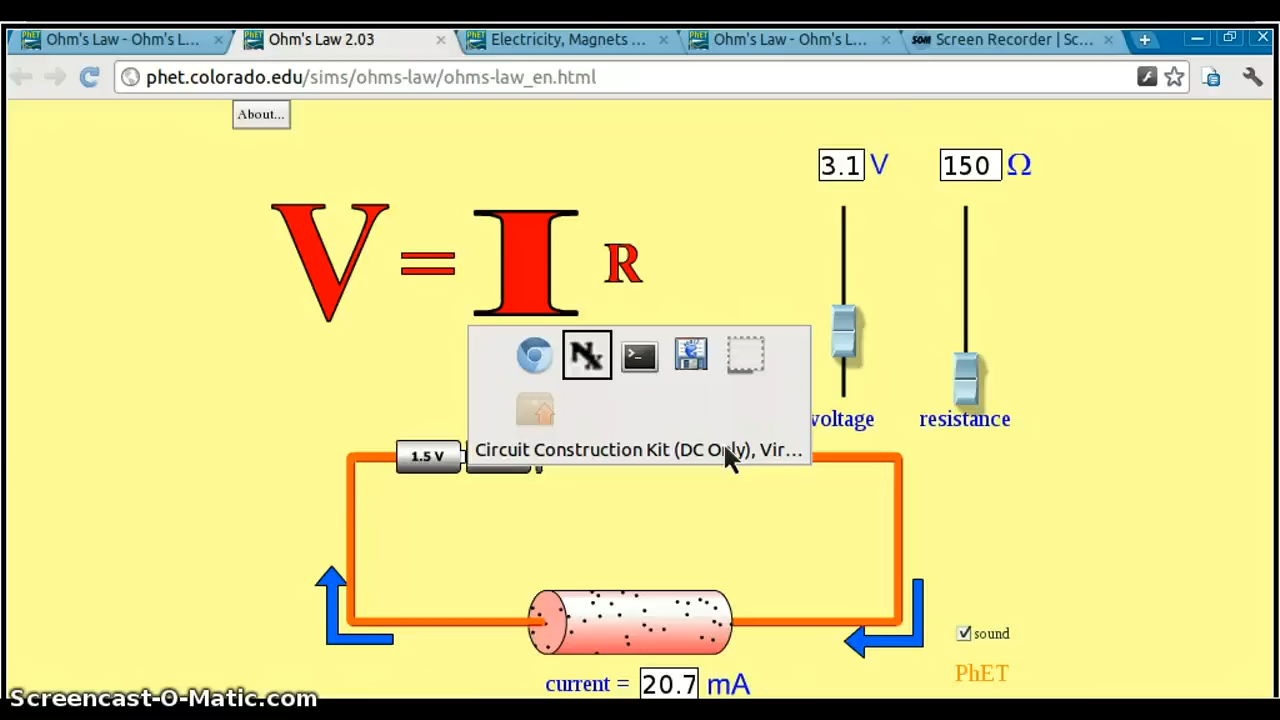 Ohm's Law - Ohm's L...
Ohm's Law 2.03
Electricity, Magnets ...
Ohm's Law - Ohm's L...
SOM Screen Recorder | Sc...
phet.colorado.edu/sims/ohms-law/ohms-law_en.html
About...
3.1 V
150 Ω
V = I R
voltage
resistance
Circuit Construction Kit (DC Only), Vir...
1.5 V
sound
PhET
current = 20.7 mA
Screencast-O-Matic.com